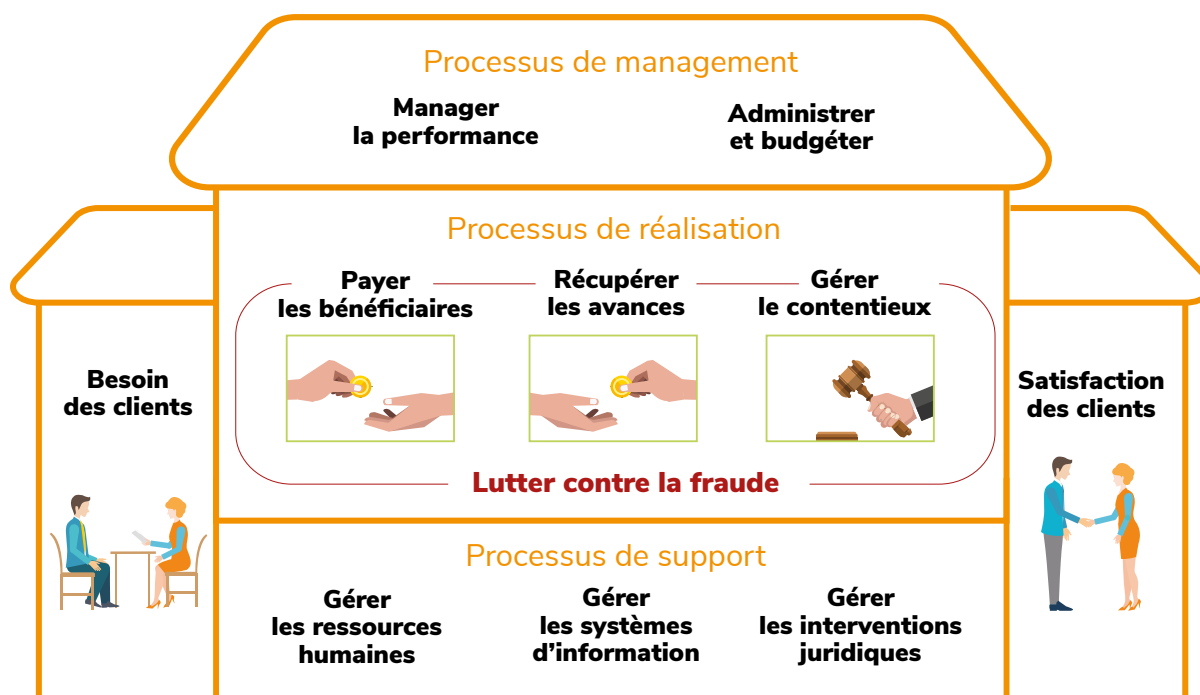 Processus de management
Manager
la performance
Administrer
et budgéter
Processus de réalisation
Payer
les bénéficiaires
Récupérer
les avances
Gérer
le contentieux
Lutter contre la fraude
Besoin
des clients
Satisfaction
des clients
Processus de support
Gérer
les ressources
humaines
Gérer
les systèmes
d’information
Gérer
les interventions
juridiques